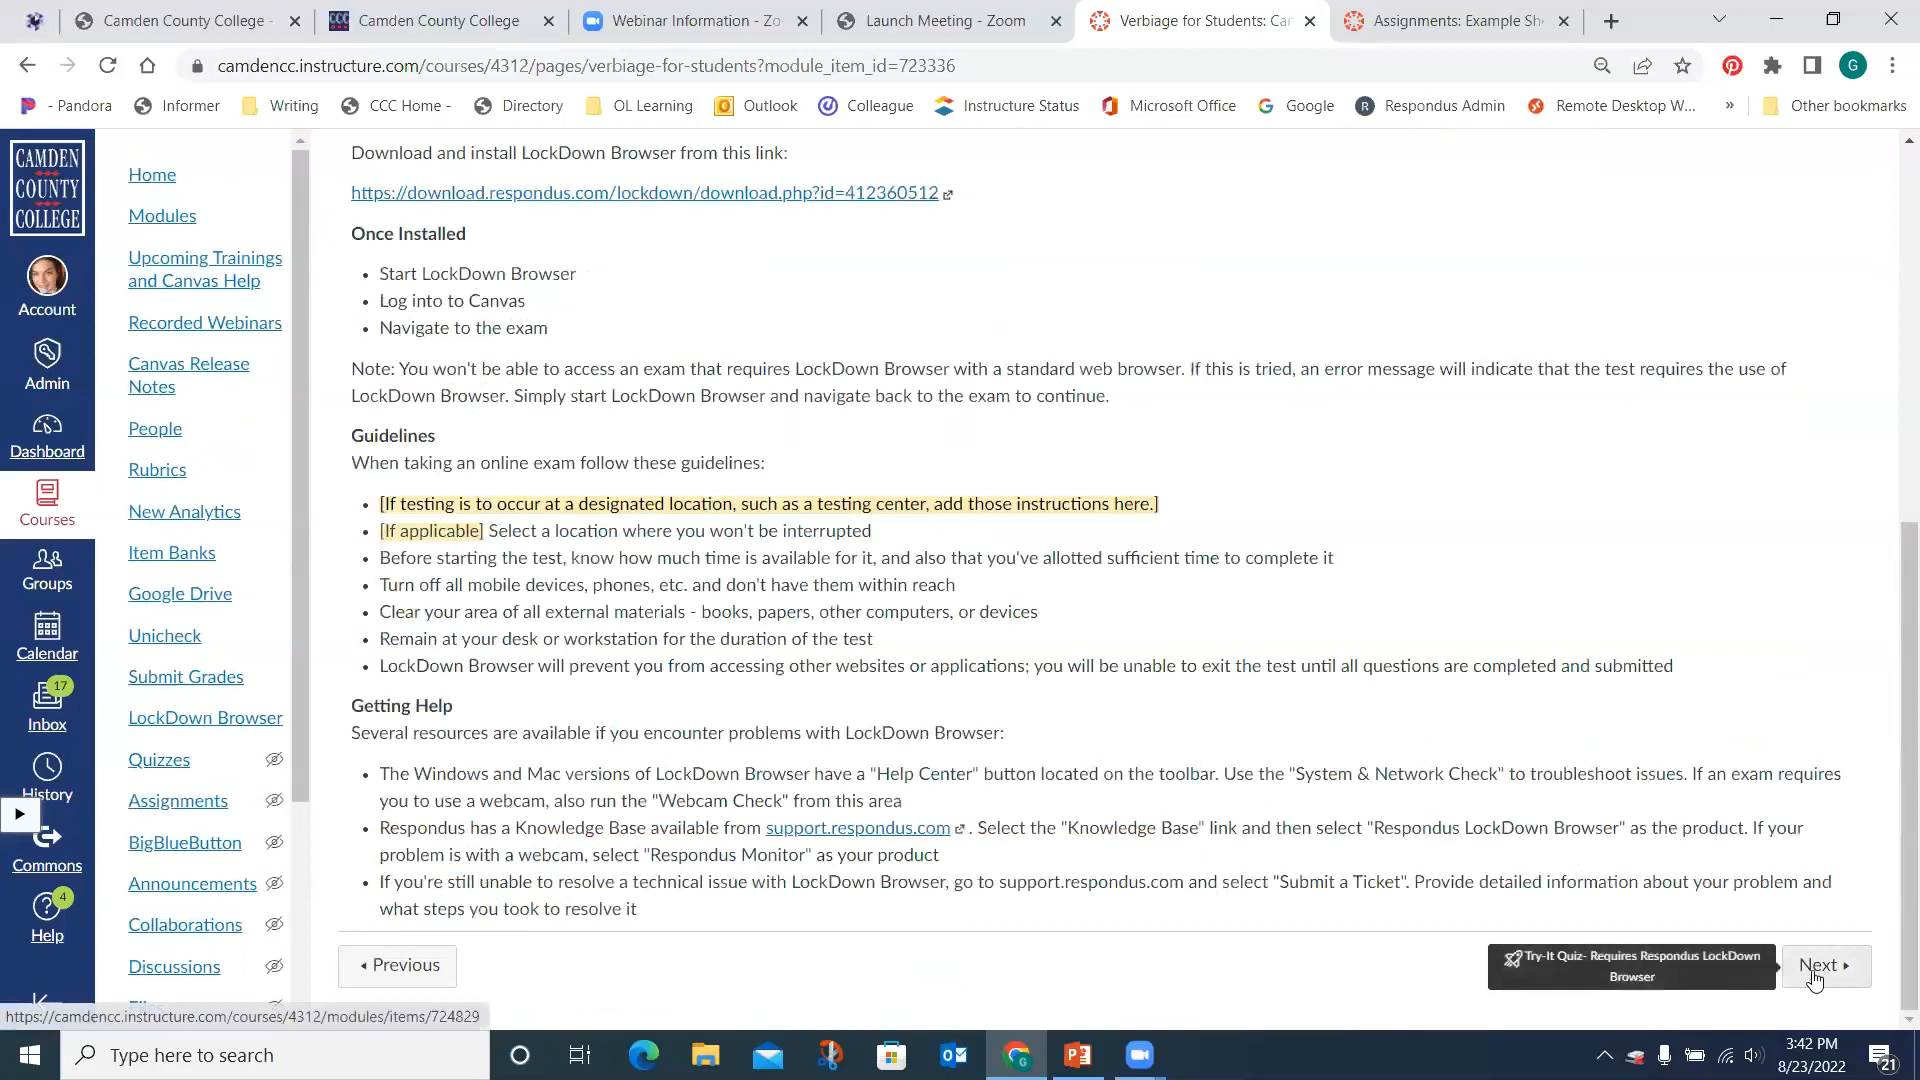 Camden County College -
Camden County College
Webinar Information - Zo
Launch Meeting - Zoom
Verbiage for Students: Ca
Assignments: Example Sh
camdencc.instructure.com/courses/4312/pages/verbiage-for-students?module_item_id=723336
G
- Pandora
Informer
Writing
CCC Home -
Directory
OL Learning
Outlook
Colleague
Instructure Status
Microsoft Office
Google
Respondus Admin
Remote Desktop W...
»
Other bookmarks
CAMDEN
COUNTY
COLLEGE
Account
Admin
Dashboard
Courses
Groups
Calendar
17
Inbox
History
Commons
4
Help
Home
Modules
Upcoming Trainings
and Canvas Help
Recorded Webinars
Canvas Release
Notes
People
Rubrics
New Analytics
Item Banks
Google Drive
Unicheck
Submit Grades
LockDown Browser
Quizzes
Assignments
BigBlueButton
Announcements
Collaborations
Discussions
Files
Download and install LockDown Browser from this link:
https://download.respondus.com/lockdown/download.php?id=412360512
Once Installed
• Start LockDown Browser
• Log into to Canvas
• Navigate to the exam
Note: You won't be able to access an exam that requires LockDown Browser with a standard web browser. If this is tried, an error message will indicate that the test requires the use of
LockDown Browser. Simply start LockDown Browser and navigate back to the exam to continue.
Guidelines
When taking an online exam follow these guidelines:
• [If testing is to occur at a designated location, such as a testing center, add those instructions here.]
• [If applicable] Select a location where you won't be interrupted
• Before starting the test, know how much time is available for it, and also that you've allotted sufficient time to complete it
• Turn off all mobile devices, phones, etc. and don't have them within reach
• Clear your area of all external materials - books, papers, other computers, or devices
• Remain at your desk or workstation for the duration of the test
• LockDown Browser will prevent you from accessing other websites or applications; you will be unable to exit the test until all questions are completed and submitted
Getting Help
Several resources are available if you encounter problems with LockDown Browser:
• The Windows and Mac versions of LockDown Browser have a "Help Center" button located on the toolbar. Use the "System & Network Check" to troubleshoot issues. If an exam requires
you to use a webcam, also run the "Webcam Check" from this area
• Respondus has a Knowledge Base available from support.respondus.com . Select the "Knowledge Base" link and then select "Respondus LockDown Browser" as the product. If your
problem is with a webcam, select "Respondus Monitor" as your product
• If you're still unable to resolve a technical issue with LockDown Browser, go to support.respondus.com and select "Submit a Ticket". Provide detailed information about your problem and
what steps you took to resolve it
Previous
Try-It Quiz- Requires Respondus LockDown
Browser
Next
https://camdencc.instructure.com/courses/4312/modules/items/724829
Type here to search
3:42 PM
8/23/2022
21